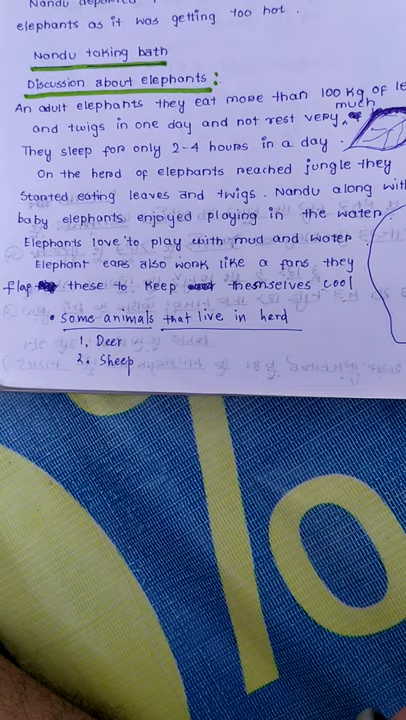 Nandu
elephants as it was getting too hot .
Nandu taking bath
Discussion about elephants :
An adult elephants they eat more than 100 Kg of le
and twigs in one day and not rest very much
They sleep for only 2-4 hours in a day .
On the herd of elephants reached jungle they
Started eating leaves and twigs . Nandu along wit
baby elephants enjoyed playing in the water.
Elephants love to play with mud and water .
Elephant ears also work like a fans they
flap these to keep themselves cool
• Some animals that live in herd
1. Deer
2. Sheep
%